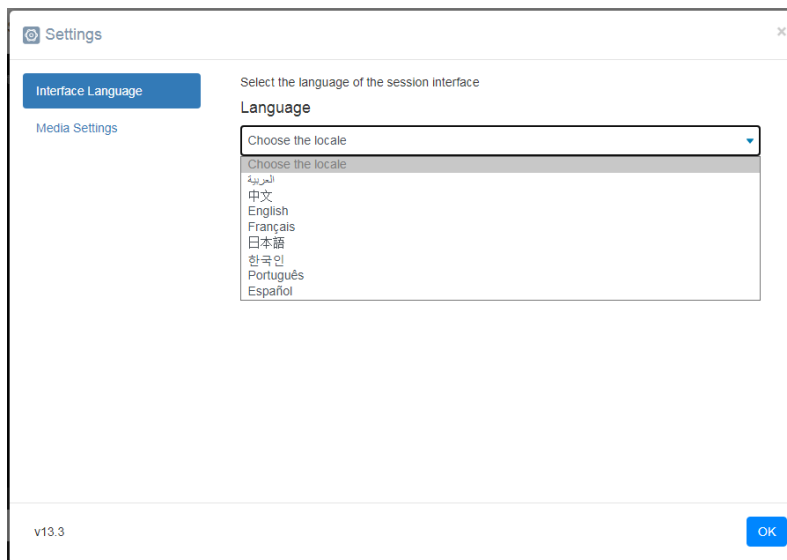 Settings
×
Interface Language
Media Settings
Select the language of the session interface
Language
Choose the locale
Choose the locale
العربية
中文
English
Français
日本語
한국인
Português
Español
v13.3
OK